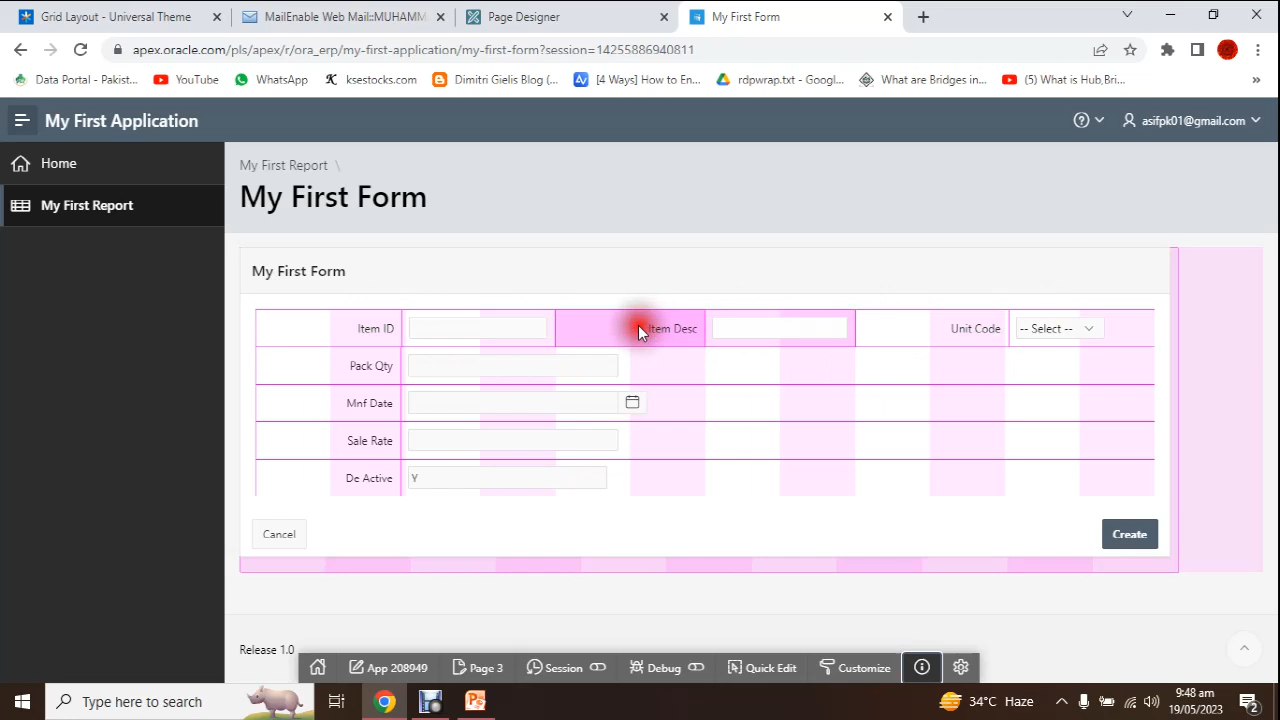 Grid Layout - Universal Theme
MailEnable Web Mail::MUHAMM
Page Designer
My First Form
apex.oracle.com/pls/apex/r/ora_erp/my-first-application/my-first-form?session=14255886940811
Data Portal - Pakist...
YouTube
WhatsApp
ksestocks.com
Dimitri Gielis Blog (...
[4 Ways] How to En...
rdpwrap.txt - Googl...
What are Bridges in...
(5) What is Hub,Bri...
»
My First Application
asifpk01@gmail.com
Home
My First Report
My First Report \
My First Form
My First Form
Item ID
Item Desc
Unit Code
-- Select --
Pack Qty
Mnf Date
Sale Rate
De Active
Y
Cancel
Create
Release 1.0
App 208949
Page 3
Session
Debug
Quick Edit
Customize
Type here to search
34°C Haze
9:48 am
19/05/2023
2